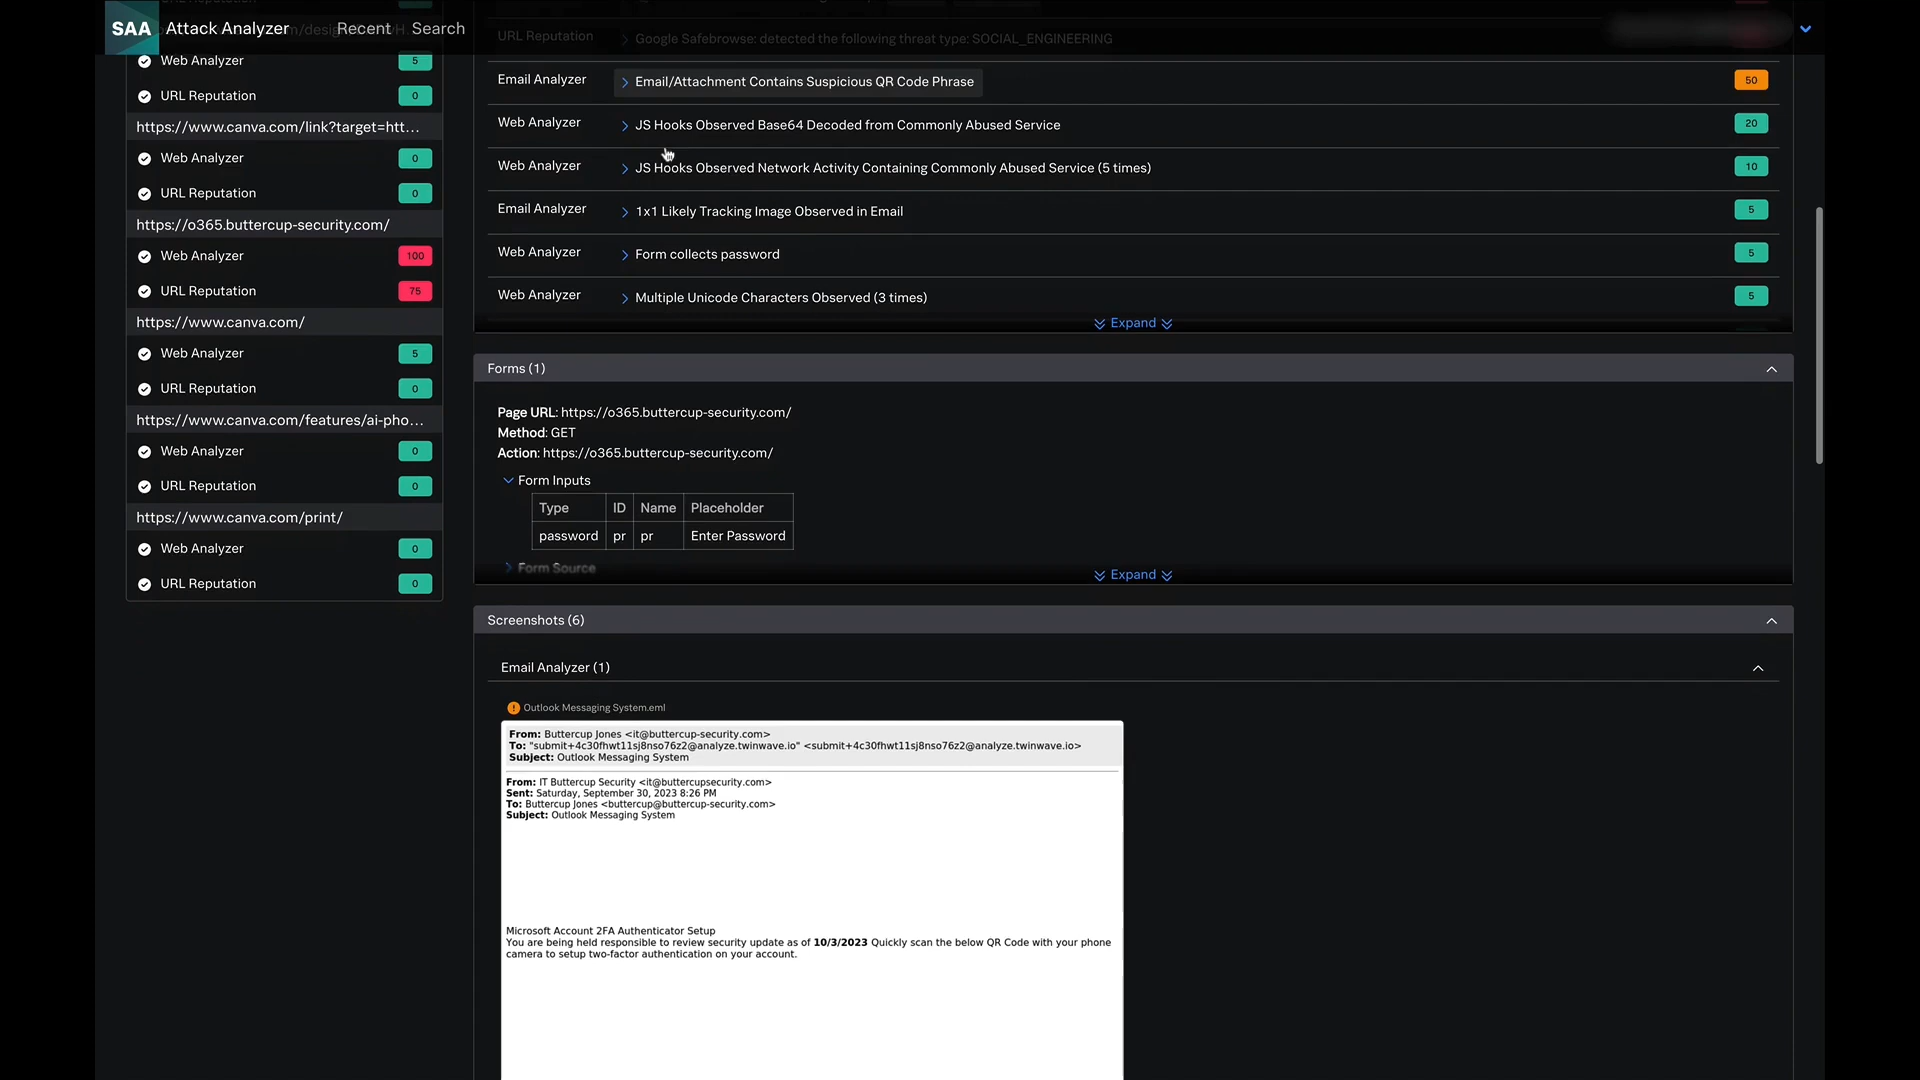 SAA Attack Analyzer Recent Search
Web Analyzer 5
URL Reputation 0
https://www.canva.com/link?target=htt...
Web Analyzer 0
URL Reputation 0
https://o365.buttercup-security.com/
Web Analyzer 100
URL Reputation 75
https://www.canva.com/
Web Analyzer 5
URL Reputation 0
https://www.canva.com/features/ai-pho...
Web Analyzer 0
URL Reputation 0
https://www.canva.com/print/
Web Analyzer 0
URL Reputation 0
URL Reputation Google Safebrowse: detected the following threat type: SOCIAL_ENGINEERING
Email Analyzer Email/Attachment Contains Suspicious QR Code Phrase 50
Web Analyzer JS Hooks Observed Base64 Decoded from Commonly Abused Service 20
Web Analyzer JS Hooks Observed Network Activity Containing Commonly Abused Service (5 times) 10
Email Analyzer 1x1 Likely Tracking Image Observed in Email 5
Web Analyzer Form collects password 5
Web Analyzer Multiple Unicode Characters Observed (3 times) 5
Expand
Forms (1)
Page URL: https://o365.buttercup-security.com/
Method: GET
Action: https://o365.buttercup-security.com/
Form Inputs
Type ID Name Placeholder
password pr pr Enter Password
Form Source
Expand
Screenshots (6)
Email Analyzer (1)
Outlook Messaging System.eml
From: Buttercup Jones <it@buttercup-security.com>
To: "submit+4c30fhwt11sj8nso76z2@analyze.twinwave.io" <submit+4c30fhwt11sj8nso76z2@analyze.twinwave.io>
Subject: Outlook Messaging System
From: IT Buttercup Security <it@buttercupsecurity.com>
Sent: Saturday, September 30, 2023 8:26 PM
To: Buttercup Jones <buttercup@buttercup-security.com>
Subject: Outlook Messaging System
Microsoft Account 2FA Authenticator Setup
You are being held responsible to review security update as of 10/3/2023 Quickly scan the below QR Code with your phone
camera to setup two-factor authentication on your account.